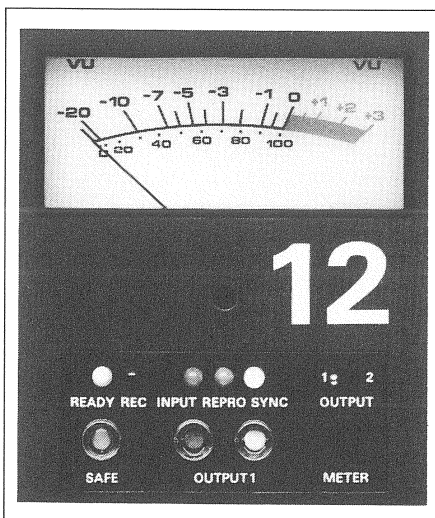 VU VU
-20 -10 -7 -5 -3 -1 0 +1 +2 +3
0 20 40 60 80 100
12
1 2
READY REC INPUT REPRO SYNC OUTPUT
SAFE OUTPUT 1 METER